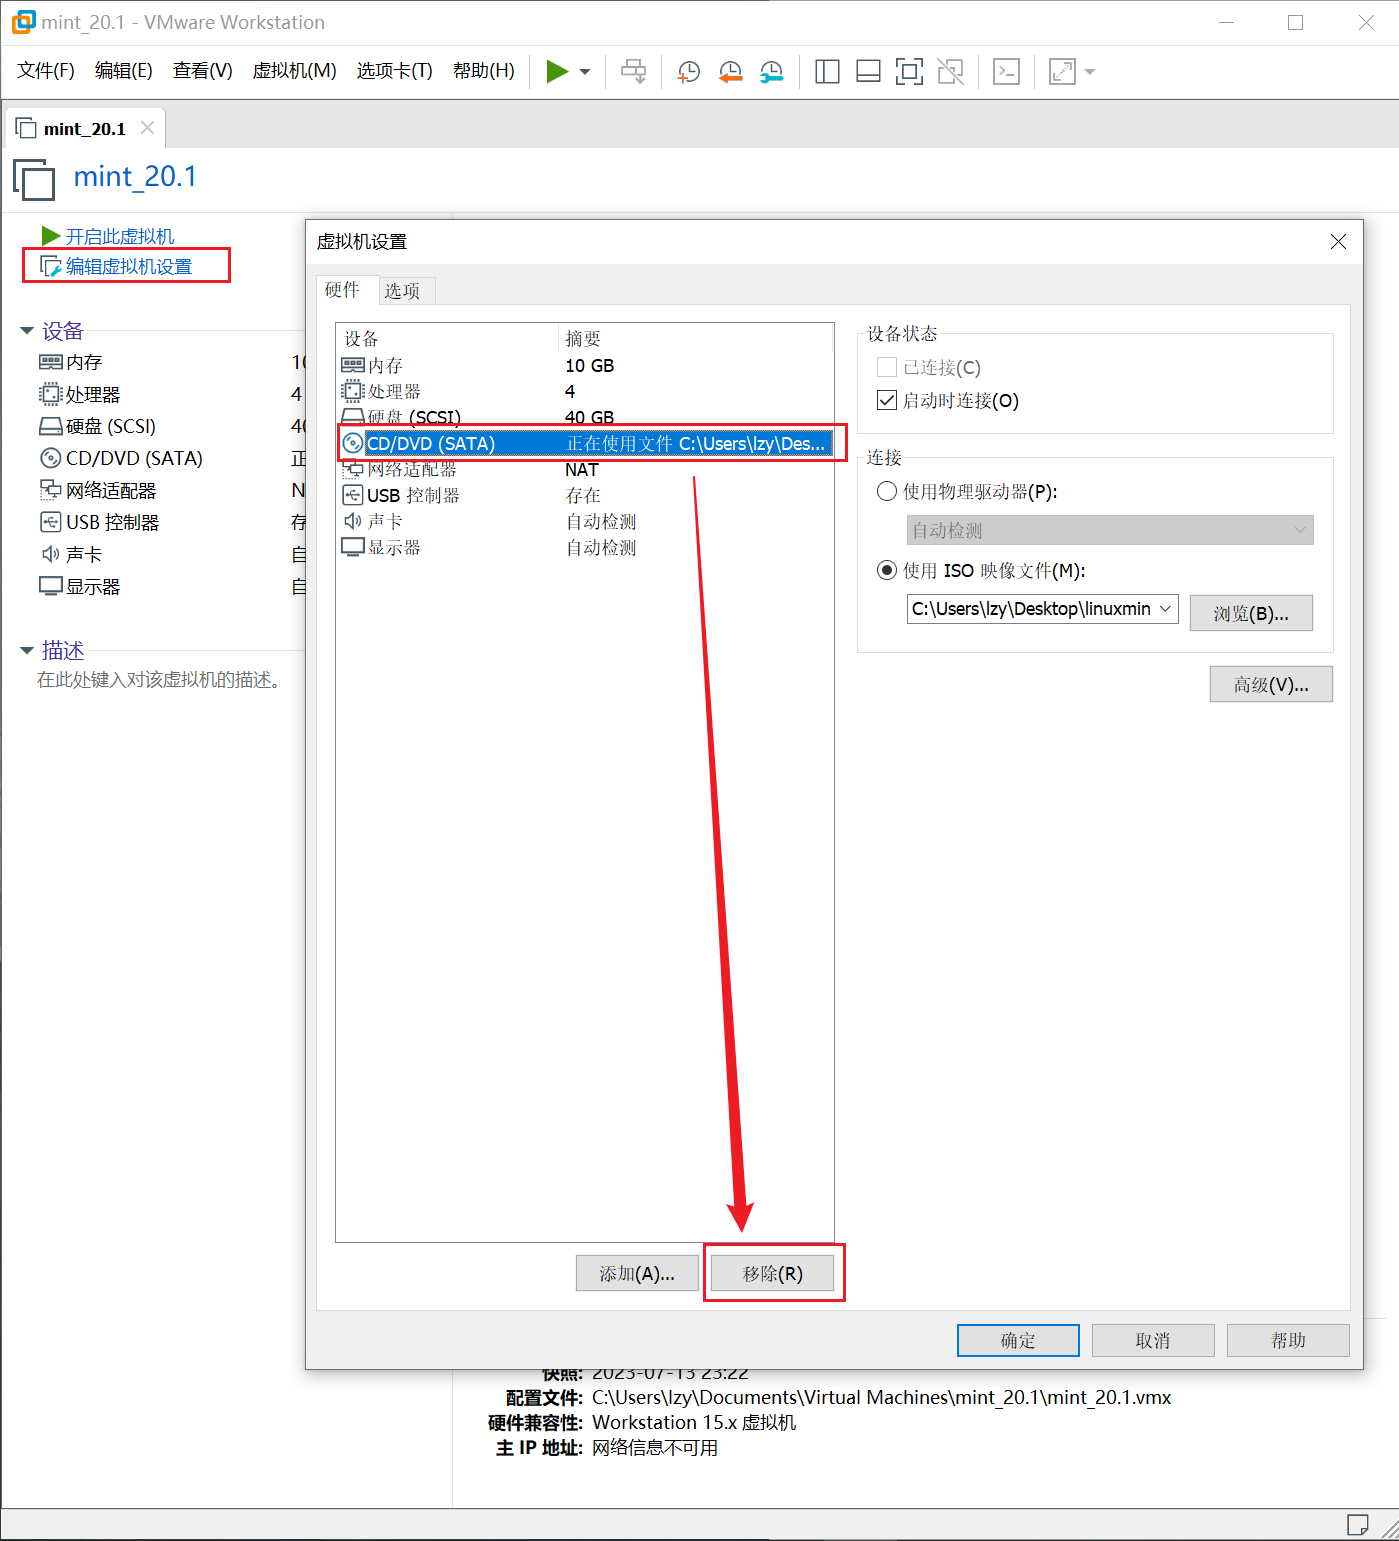 mint_20.1 - VMware Workstation
文件(F) 编辑(E) 查看(V) 虚拟机(M) 选项卡(T) 帮助(H)
mint_20.1
mint_20.1
开启此虚拟机
编辑虚拟机设置
设备
内存 10
处理器 4
硬盘 (SCSI) 40
CD/DVD (SATA) 正
网络适配器 N
USB 控制器 存
声卡 自
显示器 自
描述
在此处键入对该虚拟机的描述。
虚拟机设置
硬件 选项
设备 摘要
内存 10 GB
处理器 4
硬盘 (SCSI) 40 GB
CD/DVD (SATA) 正在使用文件 C:\Users\lzy\Des...
网络适配器 NAT
USB 控制器 存在
声卡 自动检测
显示器 自动检测
添加(A)... 移除(R)
设备状态
已连接(C)
启动时连接(O)
连接
使用物理驱动器(P):
自动检测
使用 ISO 映像文件(M):
C:\Users\lzy\Desktop\linuxmin 浏览(B)...
高级(V)...
确定 取消 帮助
快照: 2023-07-13 23:22
配置文件: C:\Users\lzy\Documents\Virtual Machines\mint_20.1\mint_20.1.vmx
硬件兼容性: Workstation 15.x 虚拟机
主 IP 地址: 网络信息不可用